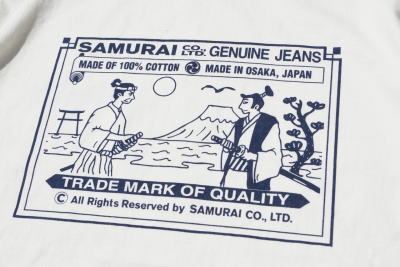 SAMURAI CO., LTD. GENUINE JEANS
MADE OF 100% COTTON MADE IN OSAKA, JAPAN
TRADE MARK OF QUALITY
© All Rights Reserved by SAMURAI CO., LTD.